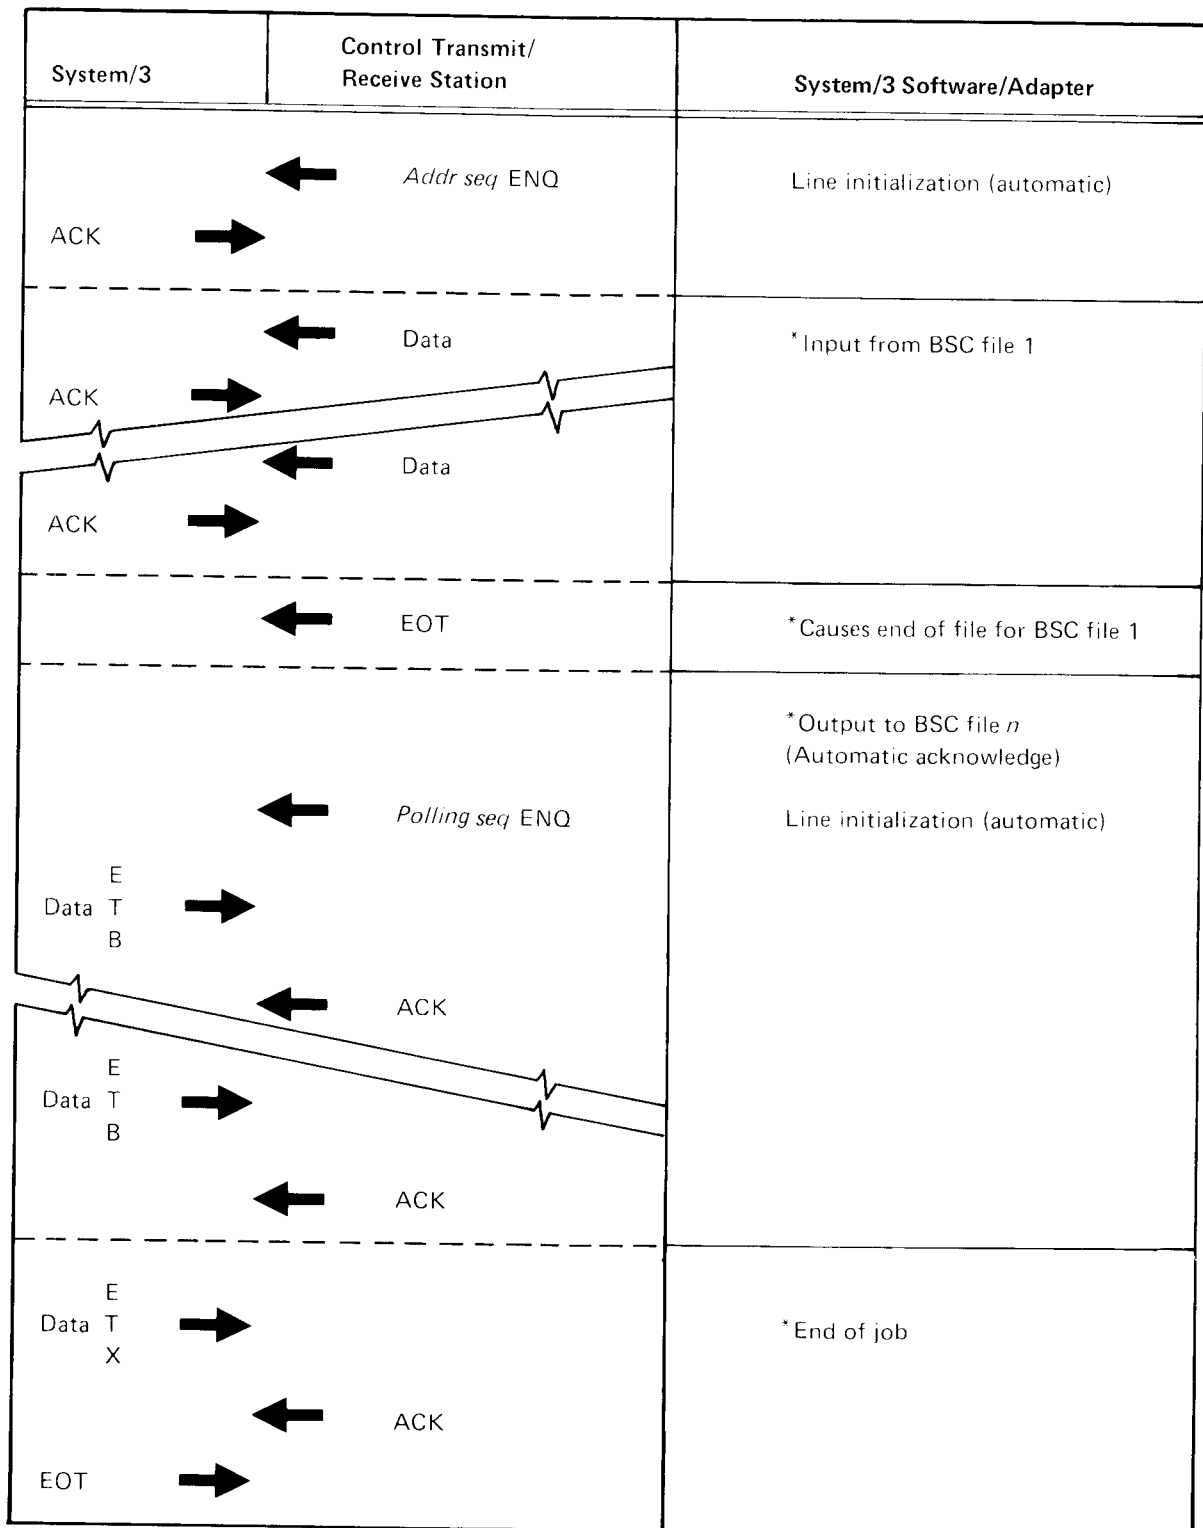 System/3
Control Transmit/
Receive Station
System/3 Software/Adapter
Addr seq ENQ
Line initialization (automatic)
ACK
Data
*Input from BSC file 1
ACK
Data
ACK
EOT
*Causes end of file for BSC file 1
*Output to BSC file n
(Automatic acknowledge)
Polling seq ENQ
Line initialization (automatic)
Data ETB
ACK
Data ETB
ACK
Data ETX
*End of job
ACK
EOT